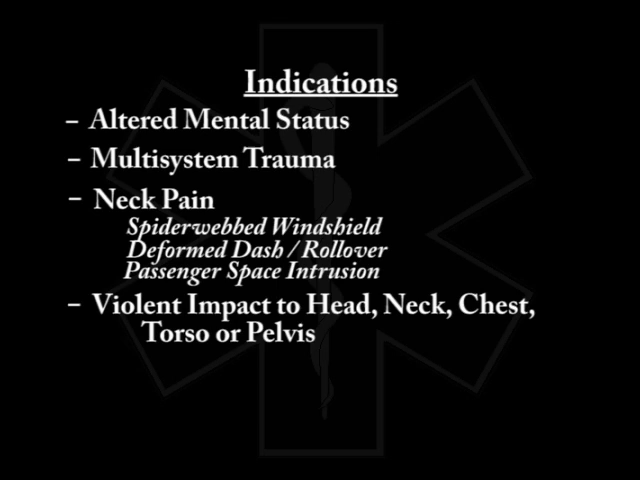 Indications
– Altered Mental Status
– Multisystem Trauma
– Neck Pain
Spiderwebbed Windshield
Deformed Dash / Rollover
Passenger Space Intrusion
– Violent Impact to Head, Neck, Chest,
Torso or Pelvis